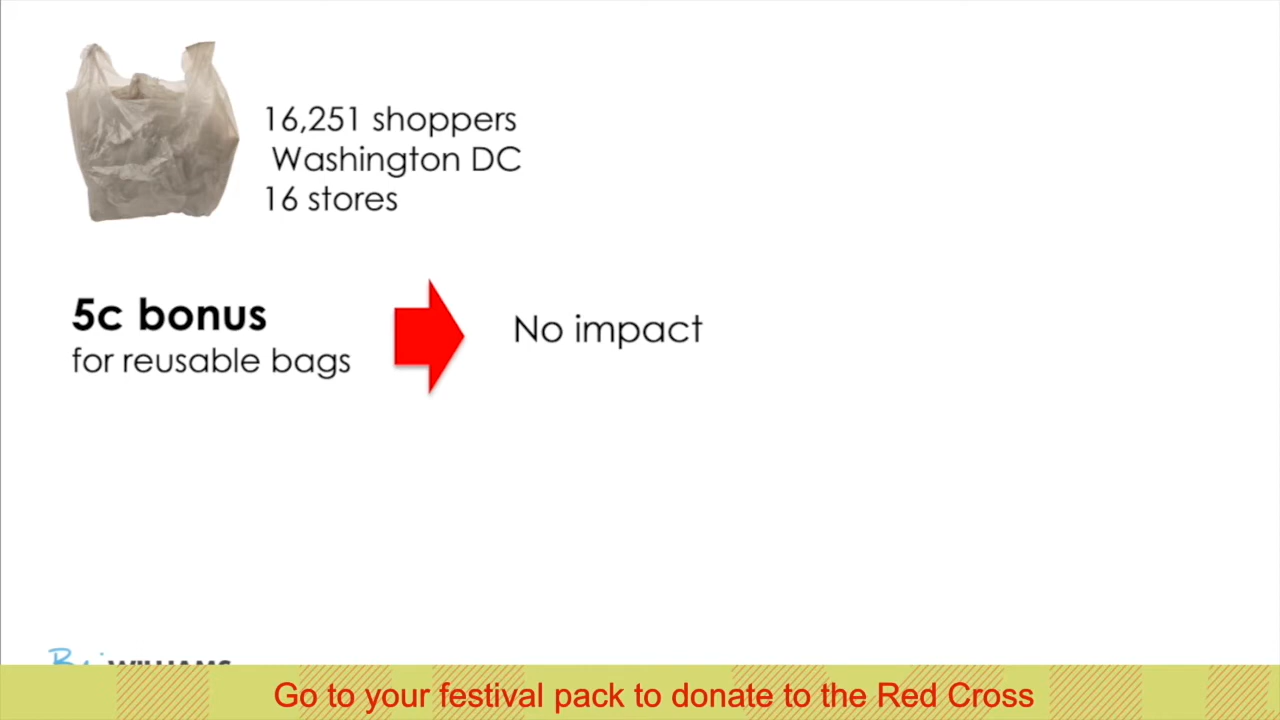 16,251 shoppers
Washington DC
16 stores
5c bonus
for reusable bags
No impact
WILLIAMS
Go to your festival pack to donate to the Red Cross